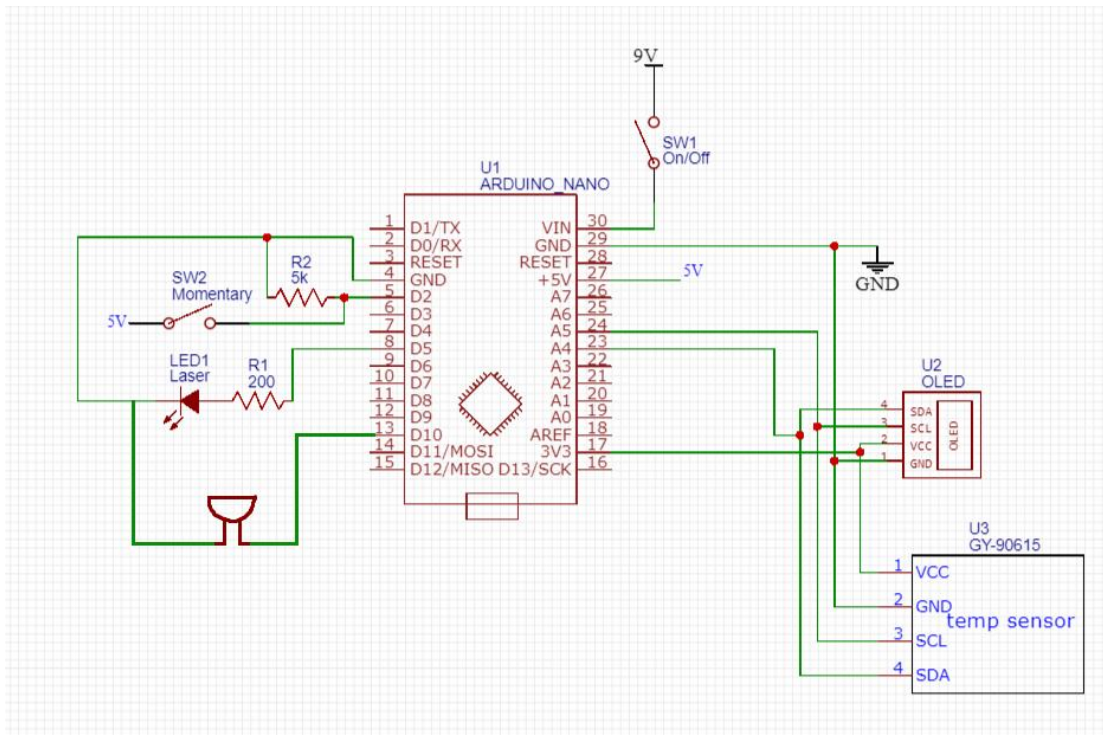 9V
SW1
On/Off
U1
ARDUINO_NANO
1 D1/TX VIN 30
2 D0/RX GND 29
3 RESET RESET 28
4 GND +5V 27
5 D2 A7 26
6 D3 A6 25
7 D4 A5 24
8 D5 A4 23
9 D6 A3 22
10 D7 A2 21
11 D8 A1 20
12 D9 A0 19
13 D10 AREF 18
14 D11/MOSI 3V3 17
15 D12/MISO D13/SCK 16
5V
GND
R2
5k
SW2
Momentary
5V
LED1
Laser
R1
200
U2
OLED
4 SDA
3 SCL
2 VCC
1 GND
OLED
U3
GY-90615
1 VCC
2 GND
temp sensor
3 SCL
4 SDA